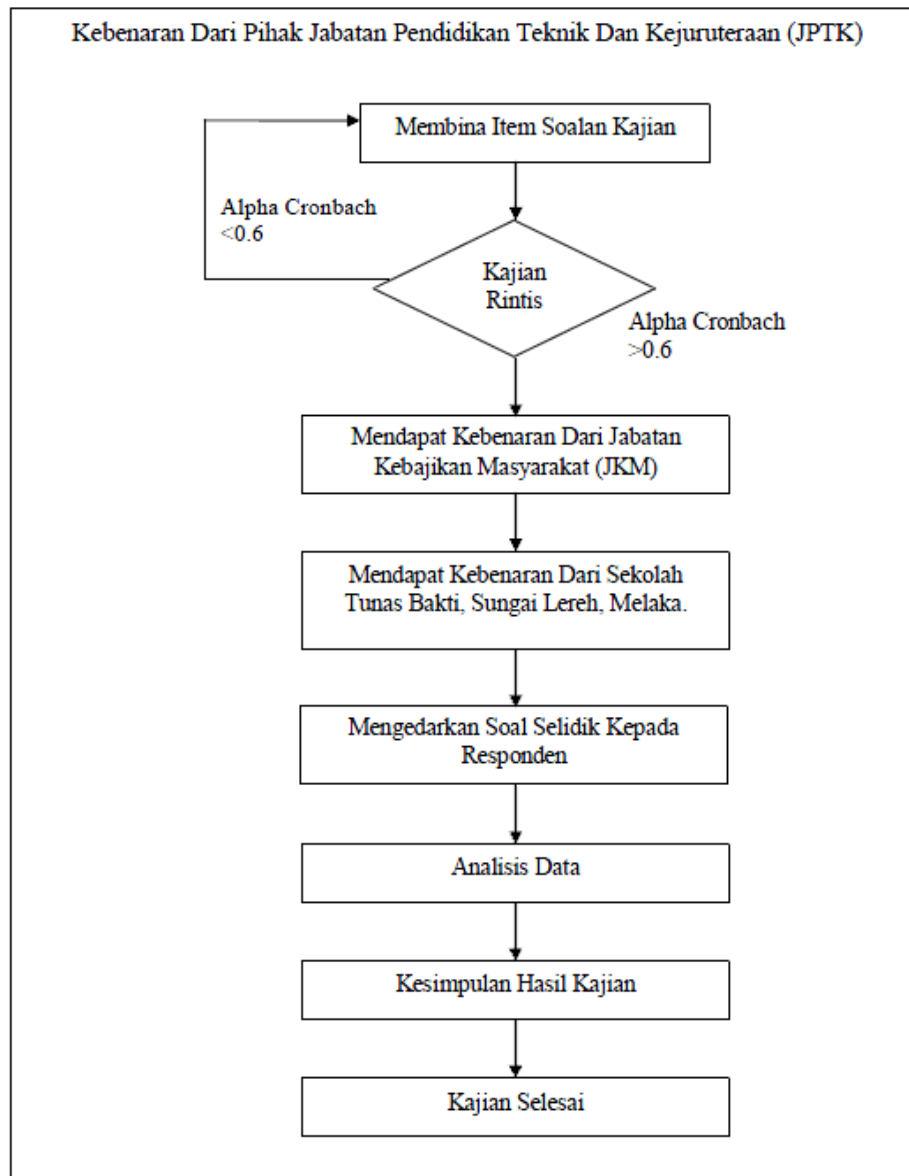 Kebenaran Dari Pihak Jabatan Pendidikan Teknik Dan Kejuruteraan (JPTK)
Membina Item Soalan Kajian
Alpha Cronbach
<0.6
Kajian
Rintis
Alpha Cronbach
>0.6
Mendapat Kebenaran Dari Jabatan
Kebajikan Masyarakat (JKM)
Mendapat Kebenaran Dari Sekolah
Tunas Bakti, Sungai Lereh, Melaka.
Mengedarkan Soal Selidik Kepada
Responden
Analisis Data
Kesimpulan Hasil Kajian
Kajian Selesai